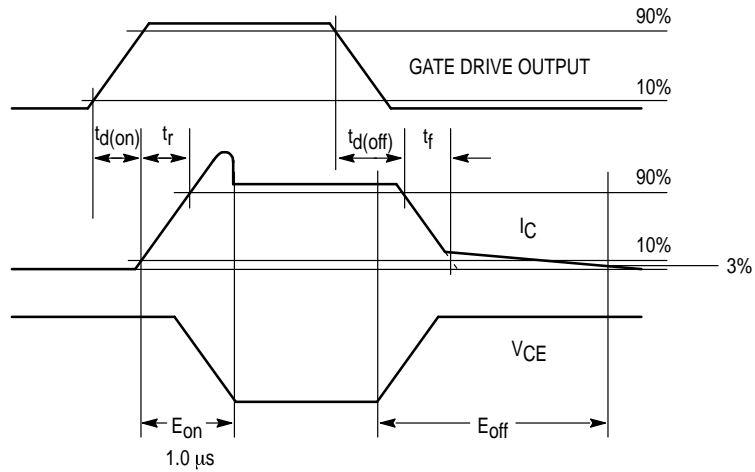 90%
GATE DRIVE OUTPUT
10%
td(on) tr td(off) tf
90%
IC
10%
3%
VCE
Eon Eoff
1.0 μs